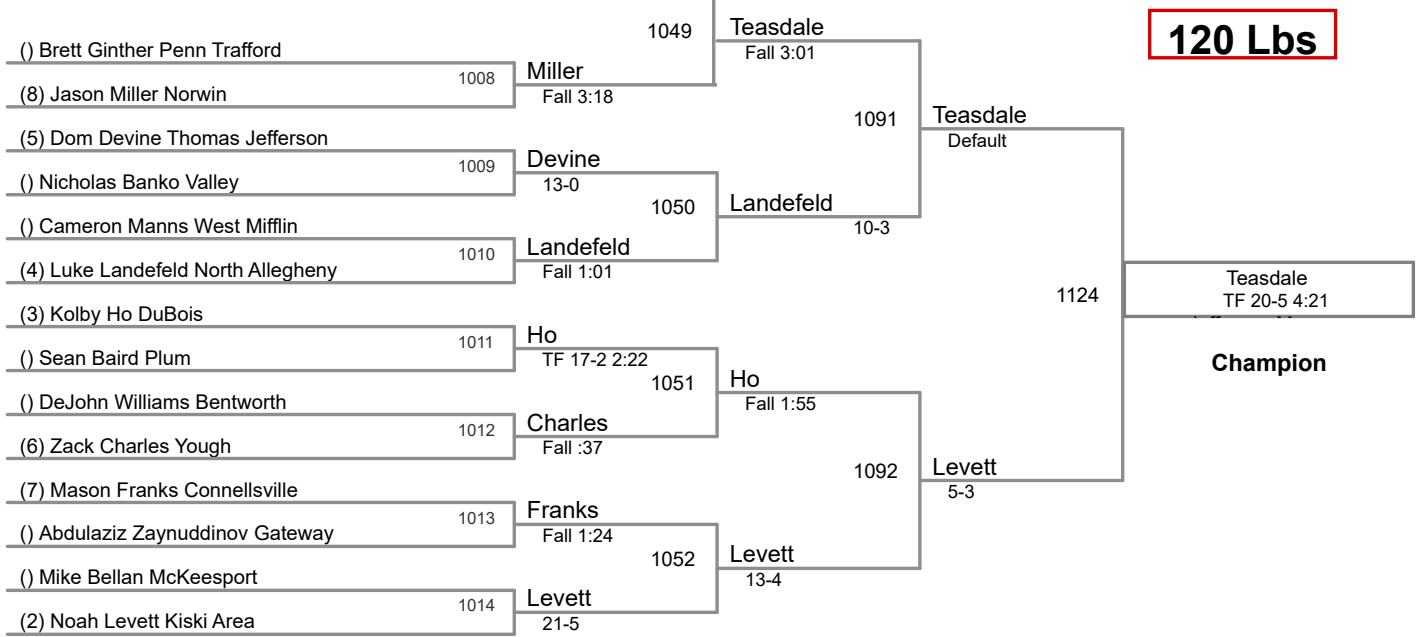 120 Lbs
1049
Teasdale
Fall 3:01
() Brett Ginther Penn Trafford
1008
Miller
Fall 3:18
(8) Jason Miller Norwin
1091
Teasdale
Default
(5) Dom Devine Thomas Jefferson
1009
Devine
13-0
() Nicholas Banko Valley
1050
Landefeld
10-3
() Cameron Manns West Mifflin
1010
Landefeld
Fall 1:01
(4) Luke Landefeld North Allegheny
1124
Teasdale
TF 20-5 4:21
Champion
(3) Kolby Ho DuBois
1011
Ho
TF 17-2 2:22
() Sean Baird Plum
1051
Ho
Fall 1:55
() DeJohn Williams Bentworth
1012
Charles
Fall :37
(6) Zack Charles Yough
1092
Levett
5-3
(7) Mason Franks Connellsville
1013
Franks
Fall 1:24
() Abdulaziz Zaynuddinov Gateway
1052
Levett
13-4
() Mike Bellan McKeesport
1014
Levett
21-5
(2) Noah Levett Kiski Area